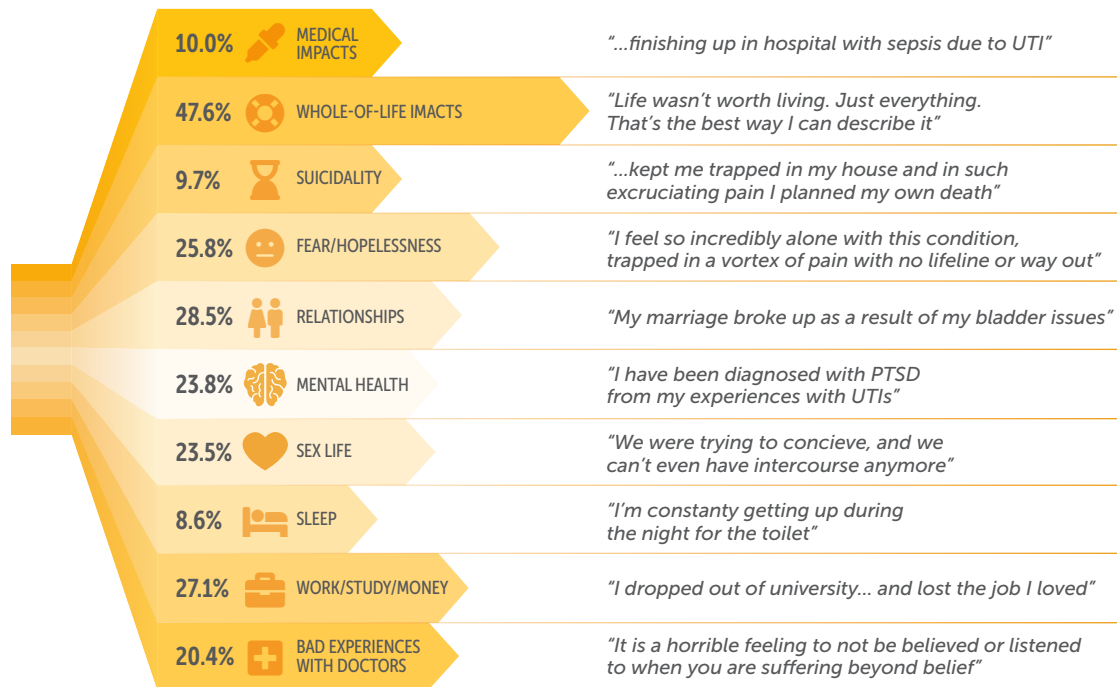 10.0%
MEDICAL
IMPACTS
“...finishing up in hospital with sepsis due to UTI”
47.6%
WHOLE-OF-LIFE IMACTS
“Life wasn’t worth living. Just everything.
That’s the best way I can describe it”
9.7%
SUICIDALITY
“...kept me trapped in my house and in such
excruciating pain I planned my own death”
25.8%
FEAR/HOPELESSNESS
“I feel so incredibly alone with this condition,
trapped in a vortex of pain with no lifeline or way out”
28.5%
RELATIONSHIPS
“My marriage broke up as a result of my bladder issues”
23.8%
MENTAL HEALTH
“I have been diagnosed with PTSD
from my experiences with UTIs”
23.5%
SEX LIFE
“We were trying to concieve, and we
can’t even have intercourse anymore”
8.6%
SLEEP
“I’m constanty getting up during
the night for the toilet”
27.1%
WORK/STUDY/MONEY
“I dropped out of university... and lost the job I loved”
20.4%
BAD EXPERIENCES
WITH DOCTORS
“It is a horrible feeling to not be believed or listened
to when you are suffering beyond belief”